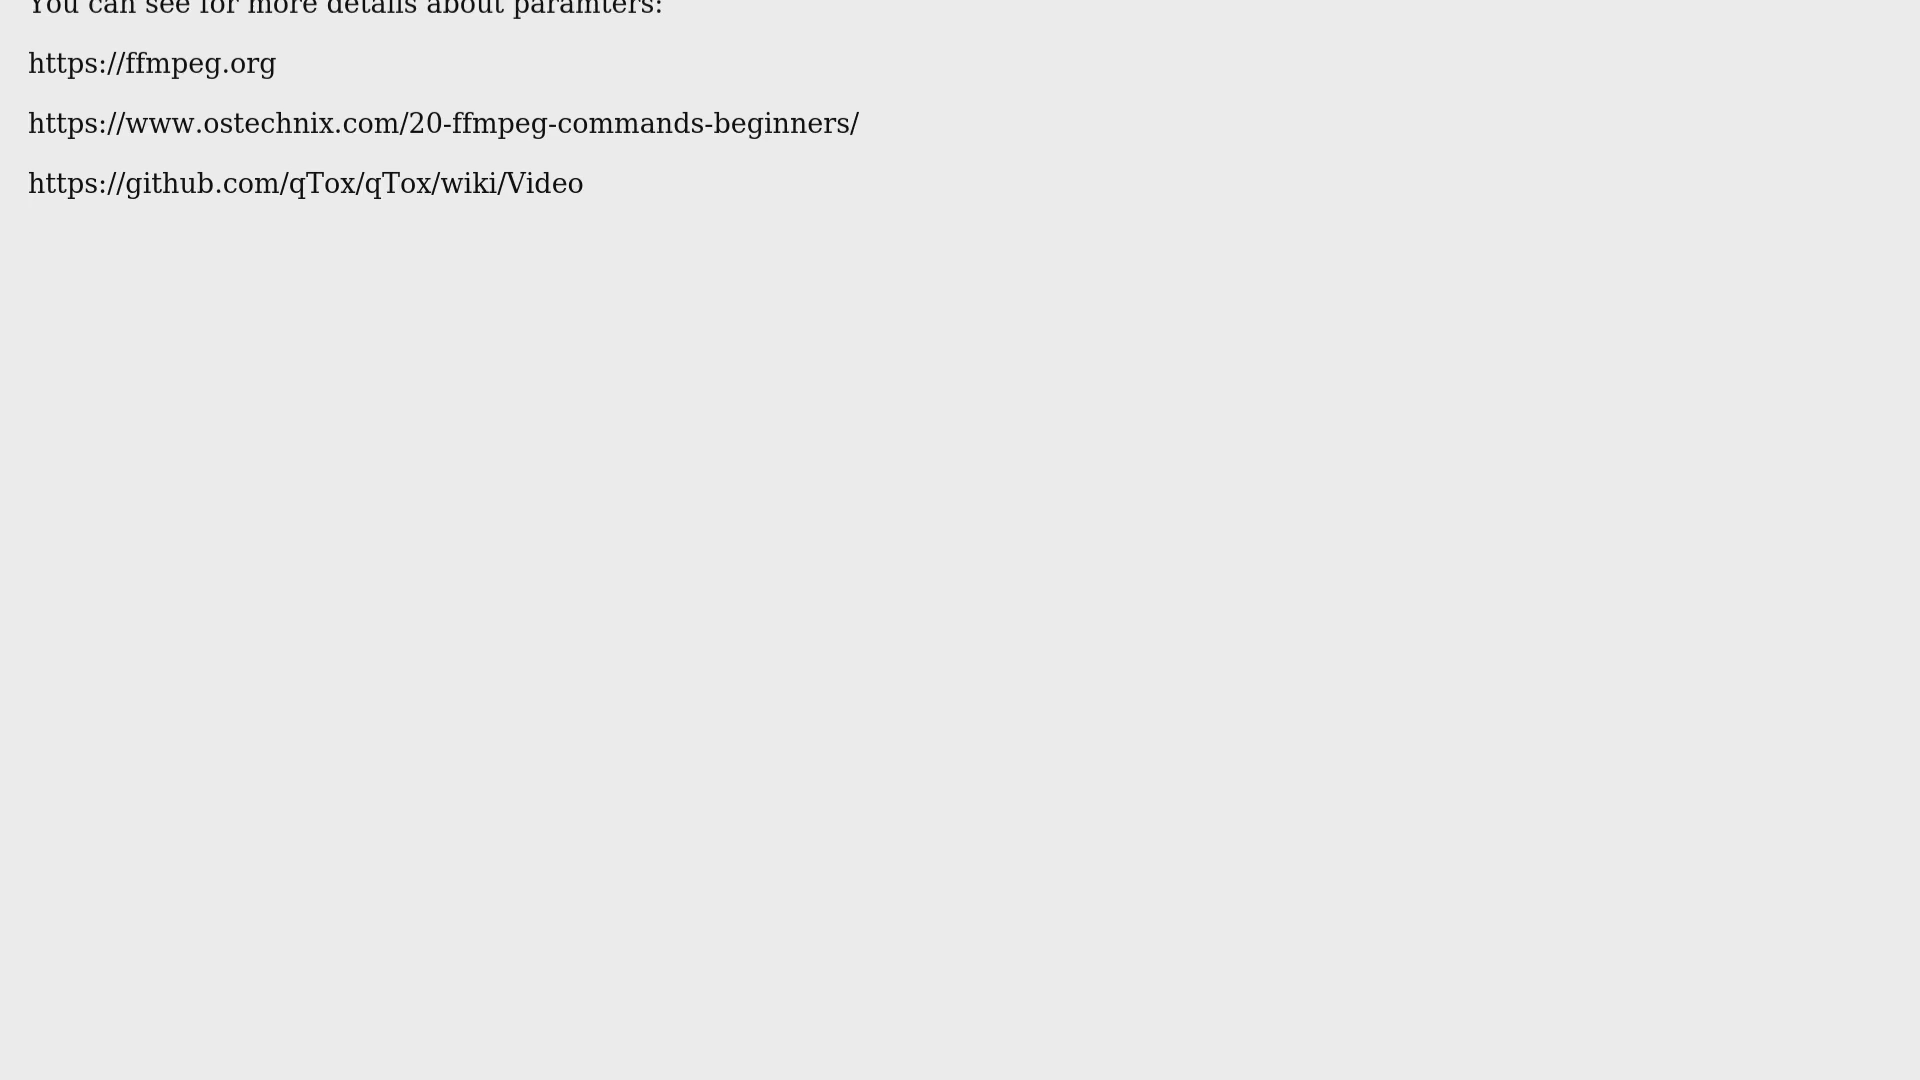 You can see for more details about paramters:
https://ffmpeg.org
https://www.ostechnix.com/20-ffmpeg-commands-beginners/
https://github.com/qTox/qTox/wiki/Video